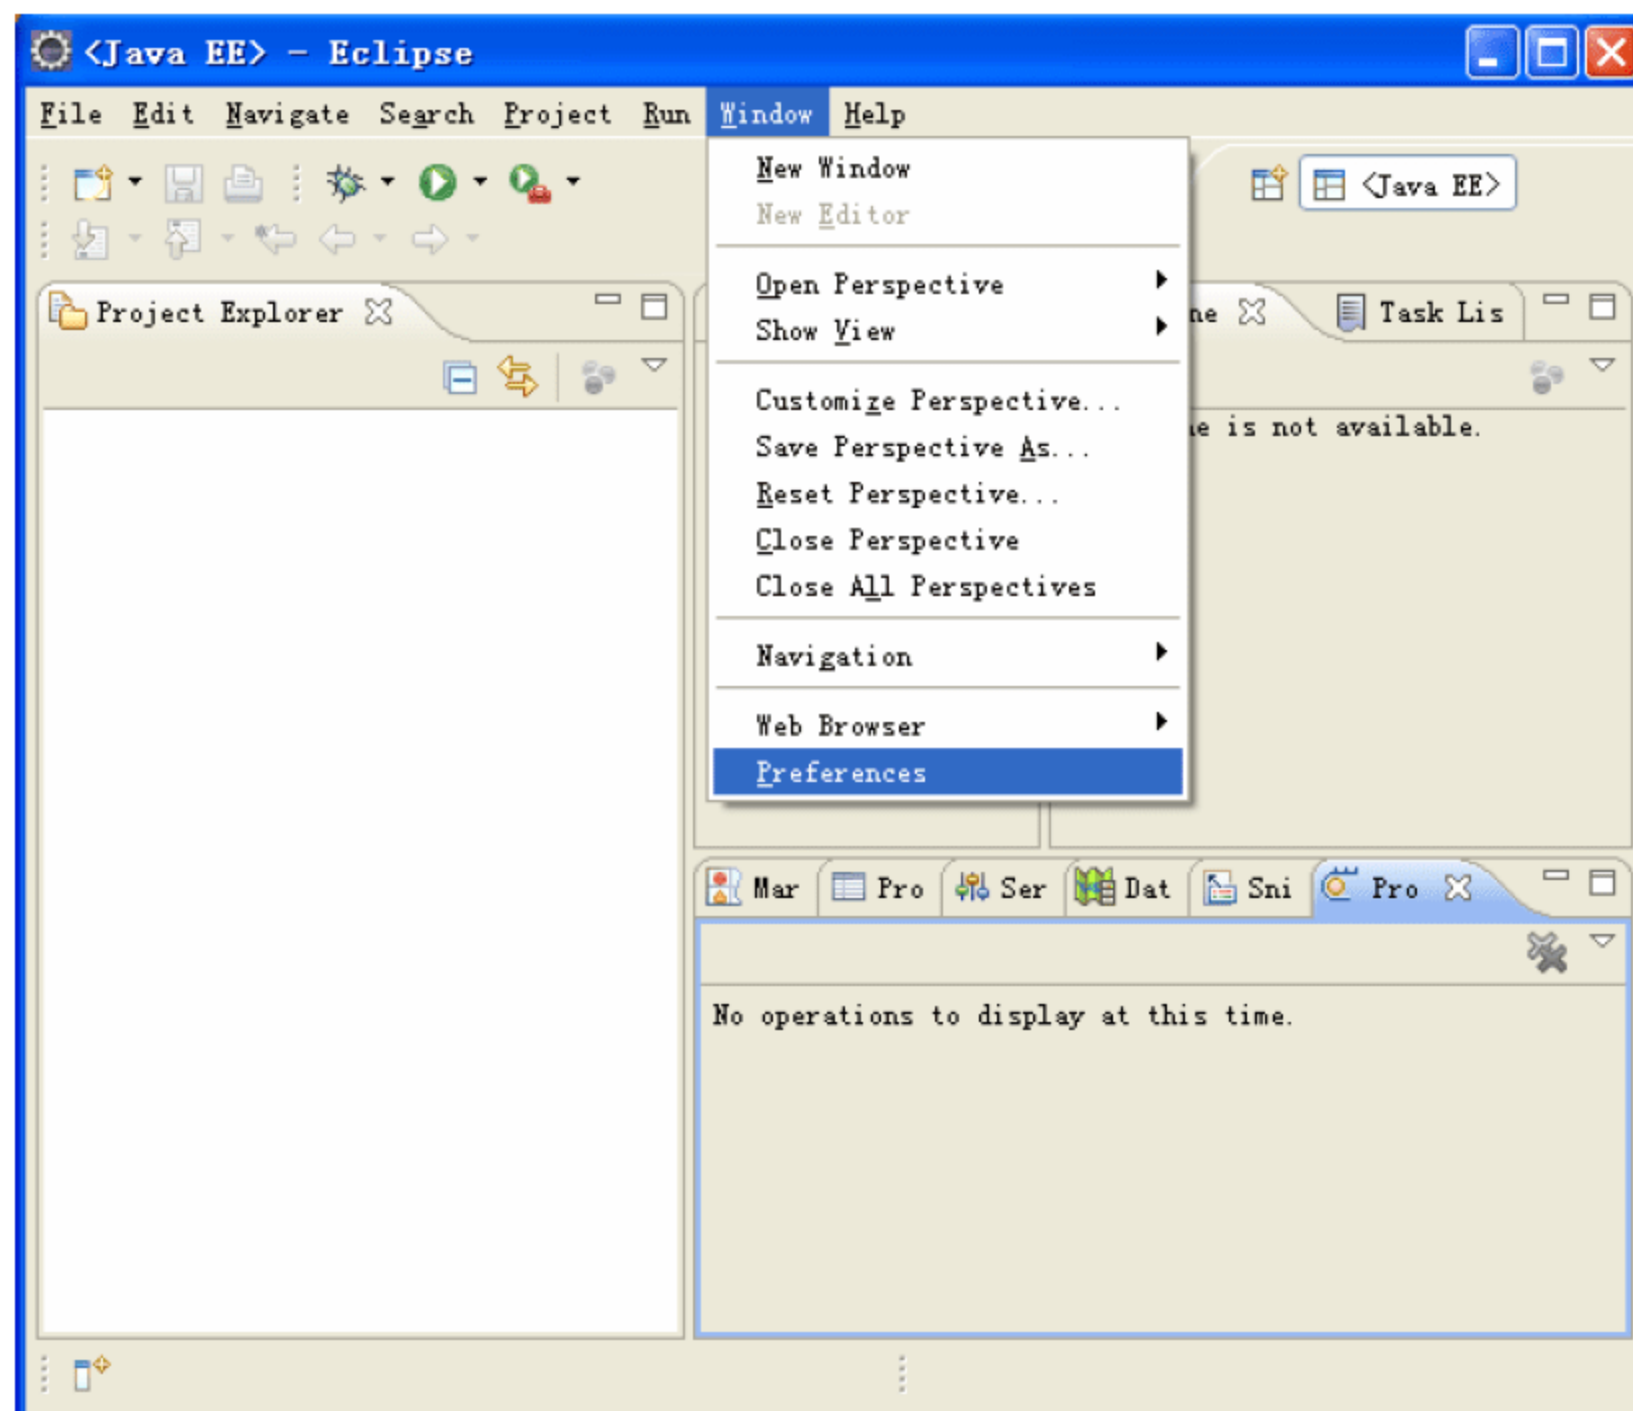 <Java EE> - Eclipse
File Edit Navigate Search Project Run Window Help
New Window
New Editor
Open Perspective
Show View
Customize Perspective...
Save Perspective As...
Reset Perspective...
Close Perspective
Close All Perspectives
Navigation
Web Browser
Preferences
<Java EE>
Project Explorer
ne
Task Lis
e is not available.
Mar Pro Ser Dat Sni Pro
No operations to display at this time.